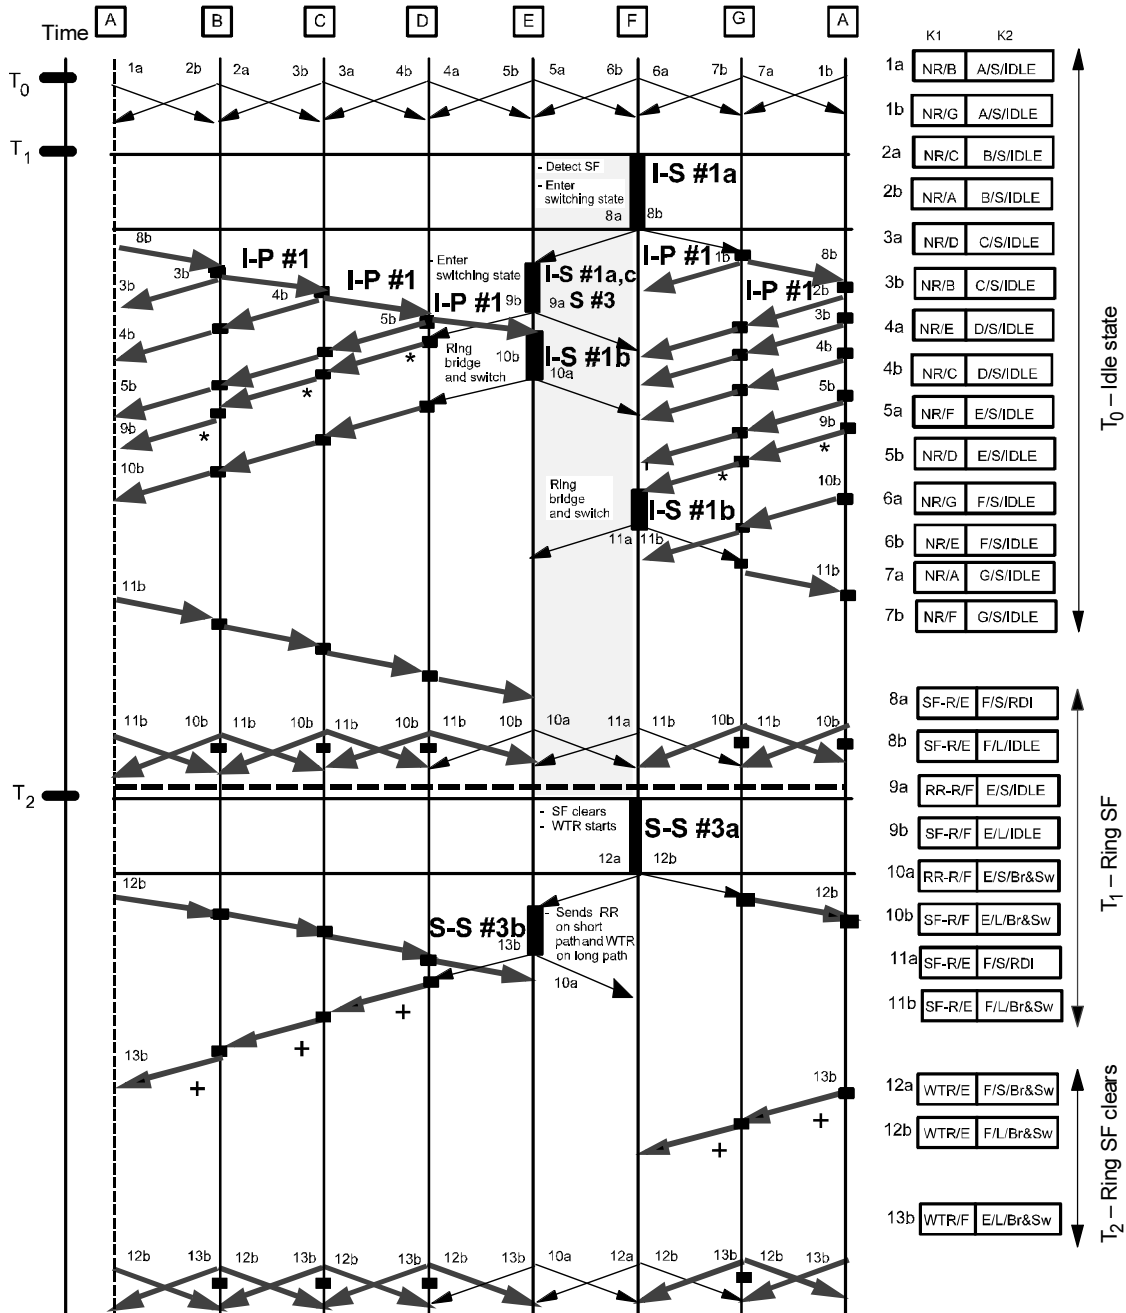 A B C D E F G A
Time
K1 K2
T0
1a 2b 2a 3b 3a 4b 4a 5b 5a 6b 6a 7b 7a 1b
T1
- Detect SF
- Enter
switching state
I-S #1a
8a 8b
8b
I-P #1
3b
3b
4b
I-P #1
- Enter
switching state
I-P #1
I-S #1a,c
S #3
9b 9a
I-P #1
1b
8b
I-P #1
2b
3b
4b
5b
4b
Ring
bridge
and switch
*
10b
I-S #1b
10a
5b
*
5b
9b
*
9b
*
*
10b
10b
Ring
bridge
and switch
I-S #1b
11a 11b
11b
11b
11b 10b 11b 10b 11b 10b 11b 10b 10a 11a 11b 10b 11b 10b
T2
- SF clears
- WTR starts
S-S #3a
12a 12b
12b
12b
S-S #3b
- Sends RR
on short
path and WTR
on long path
13b
10a
+
+
13b
+
13b
+
+
12b 13b 12b 13b 12b 13b 12b 13b 10a 12a 12b 13b 12b 13b
1a NR/B A/S/IDLE
1b NR/G A/S/IDLE
2a NR/C B/S/IDLE
2b NR/A B/S/IDLE
3a NR/D C/S/IDLE
3b NR/B C/S/IDLE
4a NR/E D/S/IDLE
4b NR/C D/S/IDLE
5a NR/F E/S/IDLE
5b NR/D E/S/IDLE
6a NR/G F/S/IDLE
6b NR/E F/S/IDLE
7a NR/A G/S/IDLE
7b NR/F G/S/IDLE
T0 – Idle state
8a SF-R/E F/S/RDI
8b SF-R/E F/L/IDLE
9a RR-R/F E/S/IDLE
9b SF-R/F E/L/IDLE
10a RR-R/F E/S/Br&Sw
10b SF-R/F E/L/Br&Sw
11a SF-R/E F/S/RDI
11b SF-R/E F/L/Br&Sw
T1 – Ring SF
12a WTR/E F/S/Br&Sw
12b WTR/E F/L/Br&Sw
13b WTR/F E/L/Br&Sw
T2 – Ring SF clears